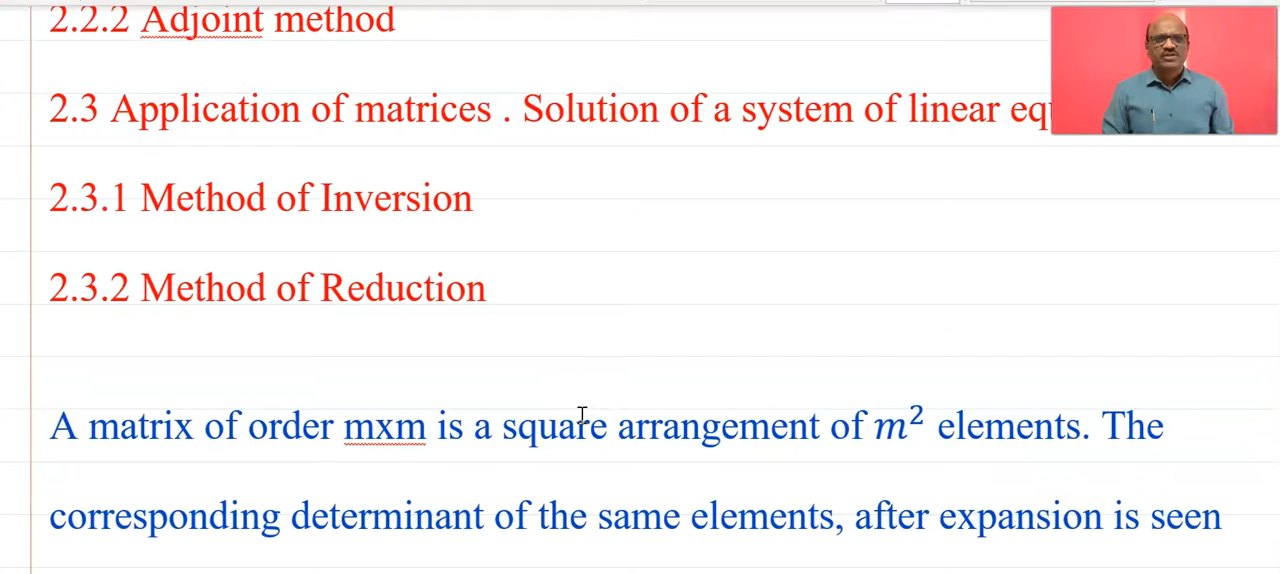 2.2.2 Adjoint method
2.3 Application of matrices . Solution of a system of linear
2.3.1 Method of Inversion
2.3.2 Method of Reduction
A matrix of order mxm is a square arrangement of m² elements. The
corresponding determinant of the same elements, after expansion is seen